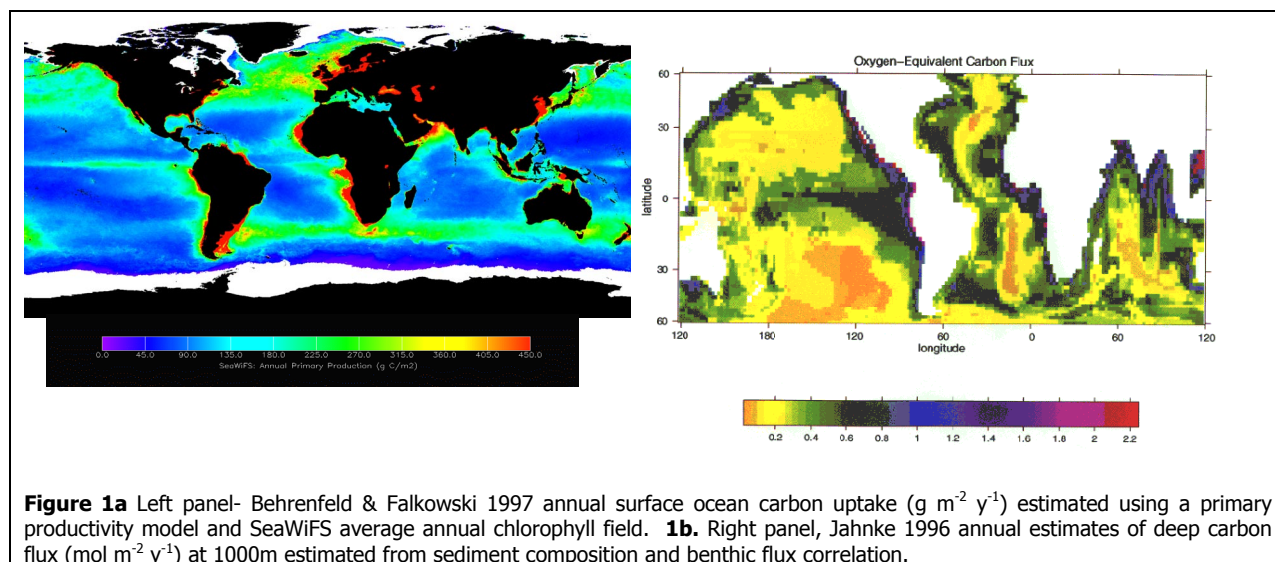 0.0 45.0 90.0 135.0 180.0 225.0 270.0 315.0 360.0 405.0 450.0
SeaWiFS: Annual Primary Production (g C/m2)
Oxygen-Equivalent Carbon Flux
60
30
0
30
60
latitude
120 180 120 60 0 60 120
longitude
0.2 0.4 0.6 0.8 1 1.2 1.4 1.6 1.8 2 2.2
Figure 1a Left panel- Behrenfeld & Falkowski 1997 annual surface ocean carbon uptake (g m-2 y-1) estimated using a primary
productivity model and SeaWiFS average annual chlorophyll field. 1b. Right panel, Jahnke 1996 annual estimates of deep carbon
flux (mol m-2 y-1) at 1000m estimated from sediment composition and benthic flux correlation.